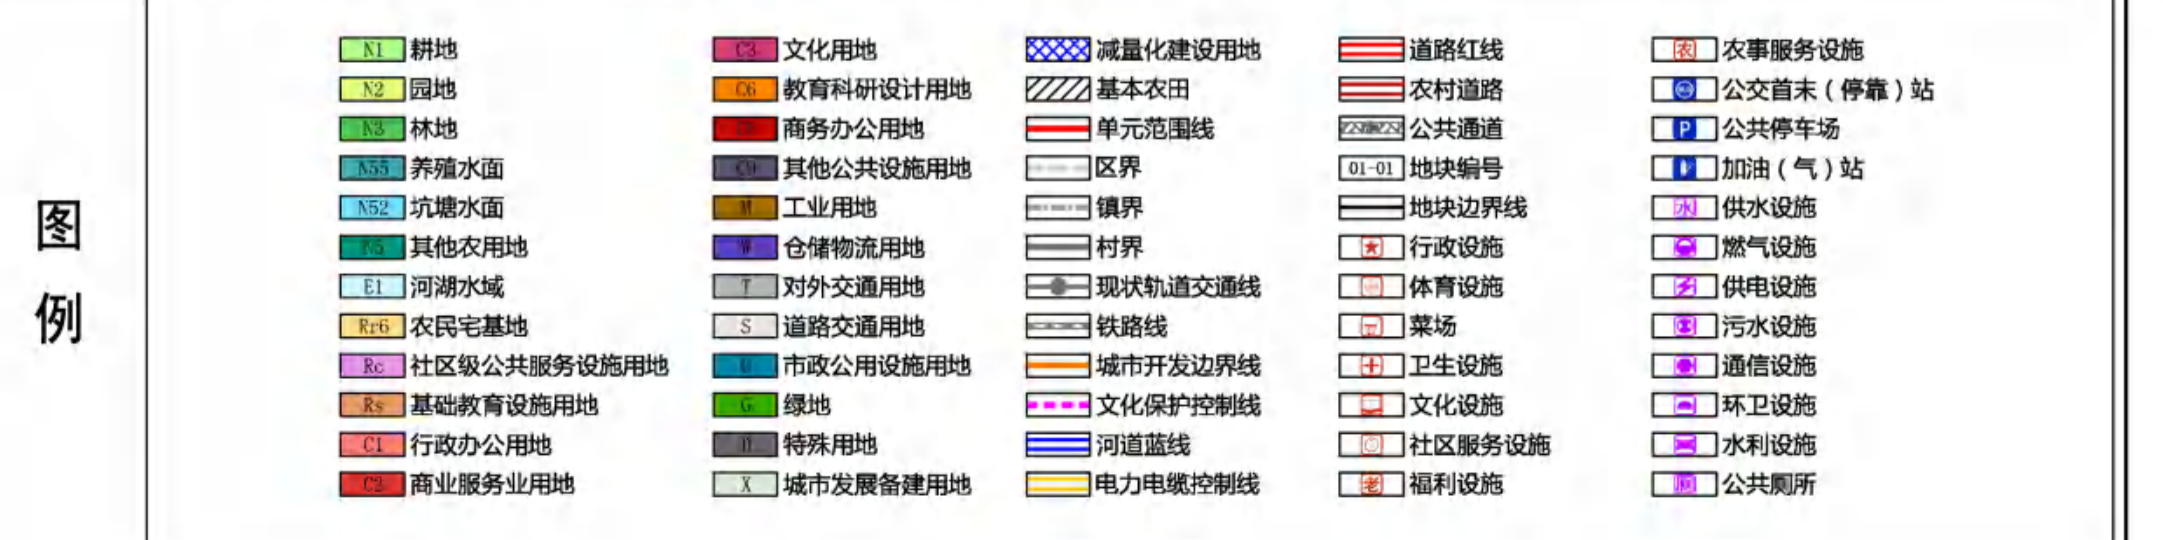 图例
N1 耕地
N2 园地
N3 林地
N55 养殖水面
N52 坑塘水面
N5 其他农用地
E1 河湖水域
Rr6 农民宅基地
Rc 社区级公共服务设施用地
Rs 基础教育设施用地
C1 行政办公用地
C2 商业服务业用地
C3 文化用地
C6 教育科研设计用地
商务办公用地
C9 其他公共设施用地
M 工业用地
W 仓储物流用地
T 对外交通用地
S 道路交通用地
U 市政公用设施用地
G 绿地
特殊用地
X 城市发展备建用地
减量化建设用地
基本农田
单元范围线
区界
镇界
村界
现状轨道交通线
铁路线
城市开发边界线
文化保护控制线
河道蓝线
电力电缆控制线
道路红线
农村道路
公共通道
01-01 地块编号
地块边界线
行政设施
体育设施
菜场
卫生设施
文化设施
社区服务设施
老 福利设施
农 农事服务设施
公交首末（停靠）站
P 公共停车场
加油（气）站
水 供水设施
燃气设施
供电设施
污水设施
通信设施
环卫设施
水利设施
厕 公共厕所